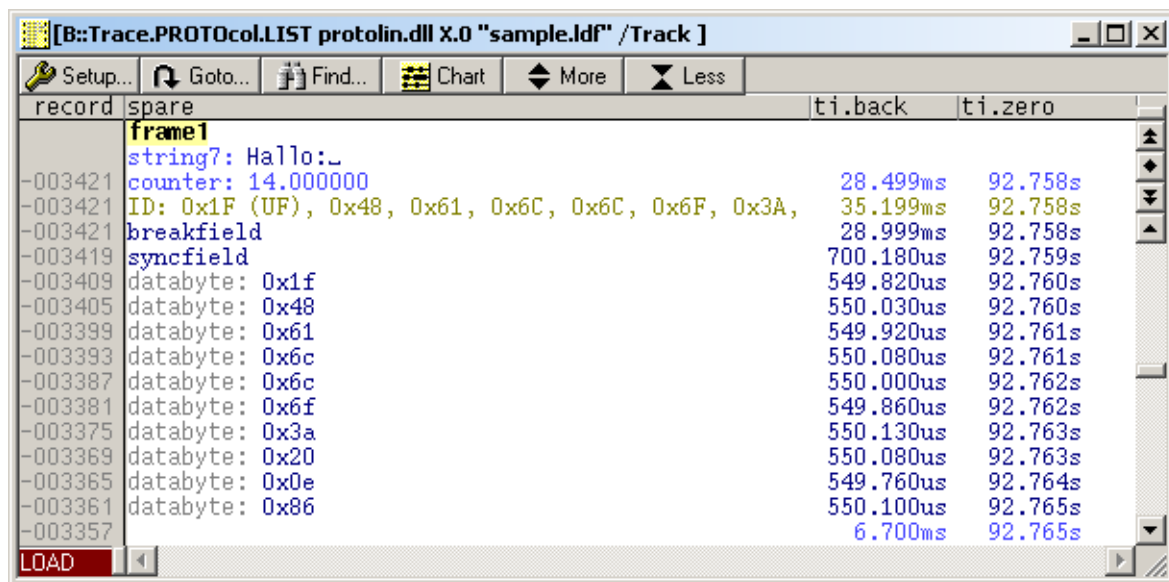 [B::Trace.PROTOcol.LIST protolin.dll X.0 "sample.ldf" /Track ]
Setup... Goto... Find... Chart More Less
record spare ti.back ti.zero
frame1
string7: Hallo:␣
-003421 counter: 14.000000 28.499ms 92.758s
-003421 ID: 0x1F (UF), 0x48, 0x61, 0x6C, 0x6C, 0x6F, 0x3A, 35.199ms 92.758s
-003421 breakfield 28.999ms 92.758s
-003419 syncfield 700.180us 92.759s
-003409 databyte: 0x1f 549.820us 92.760s
-003405 databyte: 0x48 550.030us 92.760s
-003399 databyte: 0x61 549.920us 92.761s
-003393 databyte: 0x6c 550.080us 92.761s
-003387 databyte: 0x6c 550.000us 92.762s
-003381 databyte: 0x6f 549.860us 92.762s
-003375 databyte: 0x3a 550.130us 92.763s
-003369 databyte: 0x20 550.080us 92.763s
-003365 databyte: 0x0e 549.760us 92.764s
-003361 databyte: 0x86 550.100us 92.765s
-003357 6.700ms 92.765s
LOAD